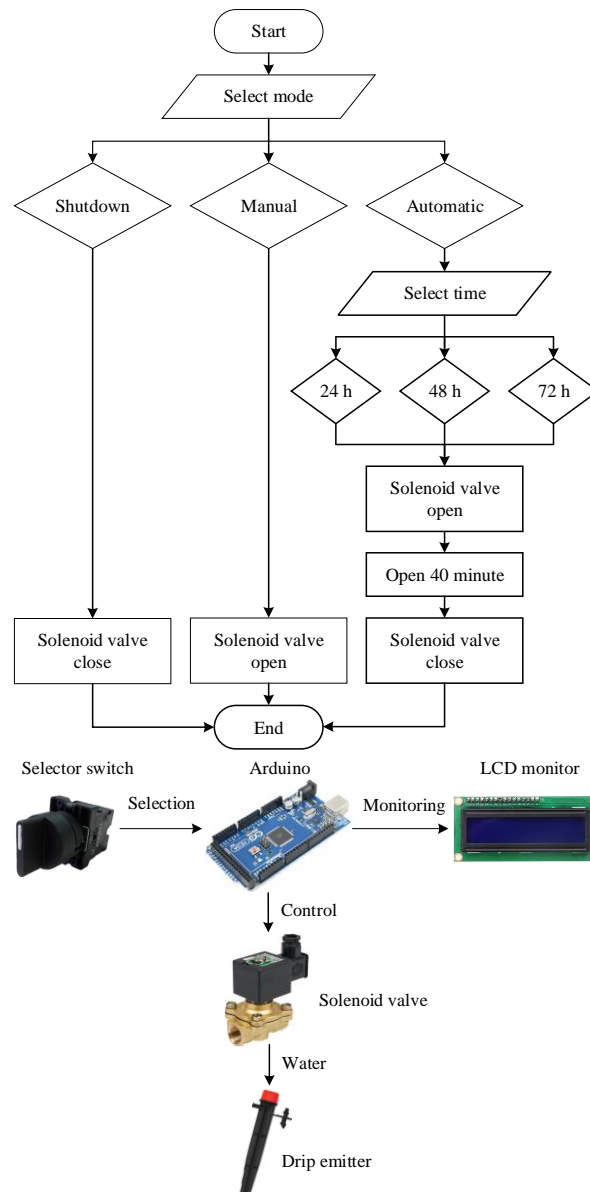 Start
Select mode
Shutdown
Manual
Automatic
Select time
24 h
48 h
72 h
Solenoid valve
open
Open 40 minute
Solenoid valve
close
Solenoid valve
open
Solenoid valve
close
End
Selector switch
Arduino
LCD monitor
Selection
Monitoring
Control
Solenoid valve
Water
Drip emitter